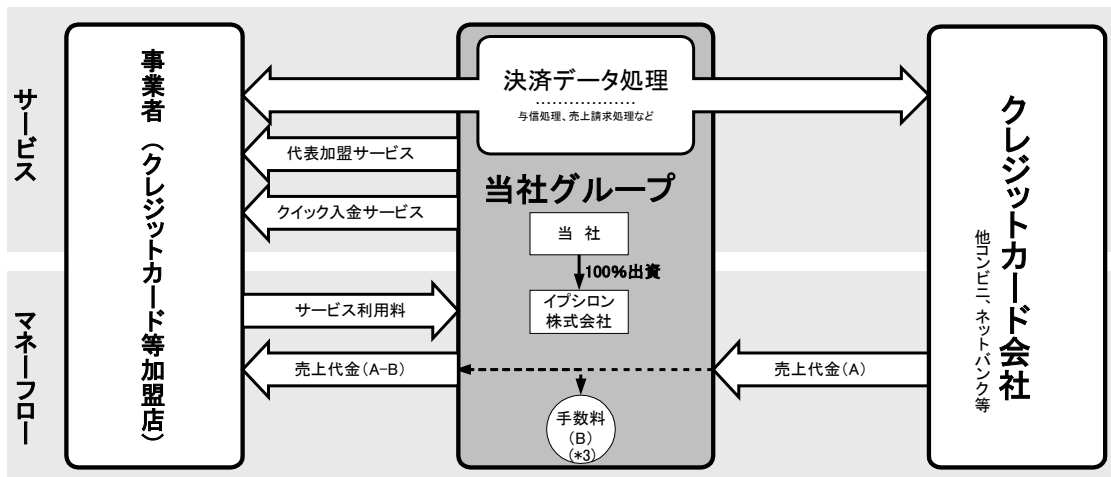 サービス
マネーフロー
事業者（クレジットカード等加盟店）
決済データ処理
与信処理、売上請求処理など
代表加盟サービス
クイック入金サービス
サービス利用料
売上代金(A-B)
当社グループ
当 社
100%出資
イプシロン
株式会社
手数料
(B)
(*3)
売上代金(A)
クレジットカード会社
他コンビニ、ネットバンク等